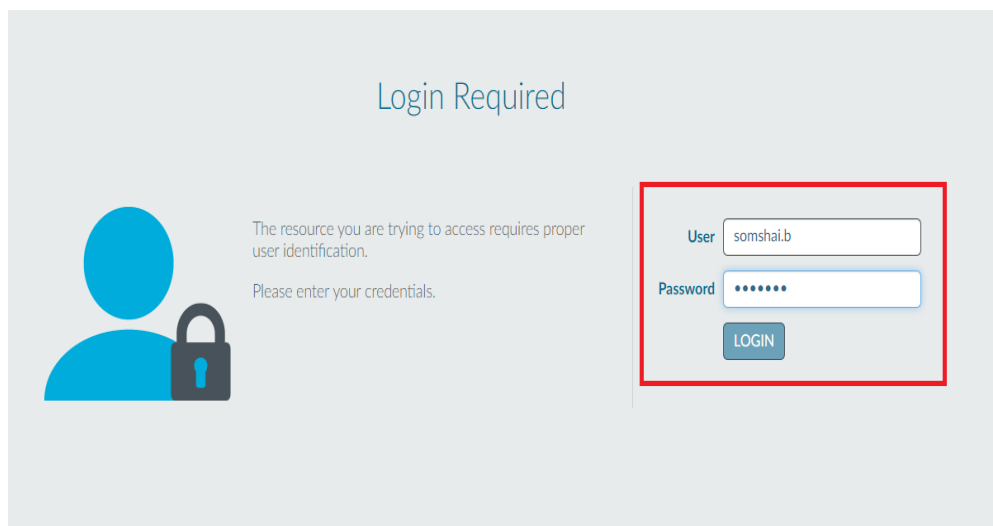 Login Required
The resource you are trying to access requires proper
user identification.
Please enter your credentials.
User somshai.b
Password •••••••
LOGIN